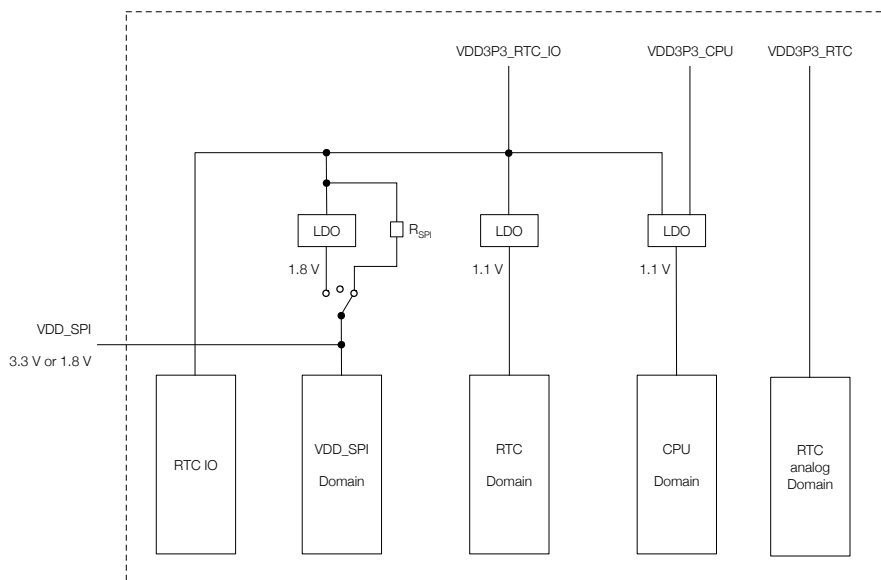 VDD3P3_RTC_IO VDD3P3_CPU VDD3P3_RTC
LDO R_SPI LDO LDO
1.8 V 1.1 V 1.1 V
VDD_SPI
3.3 V or 1.8 V
RTC IO
VDD_SPI
Domain
RTC
Domain
CPU
Domain
RTC
analog
Domain